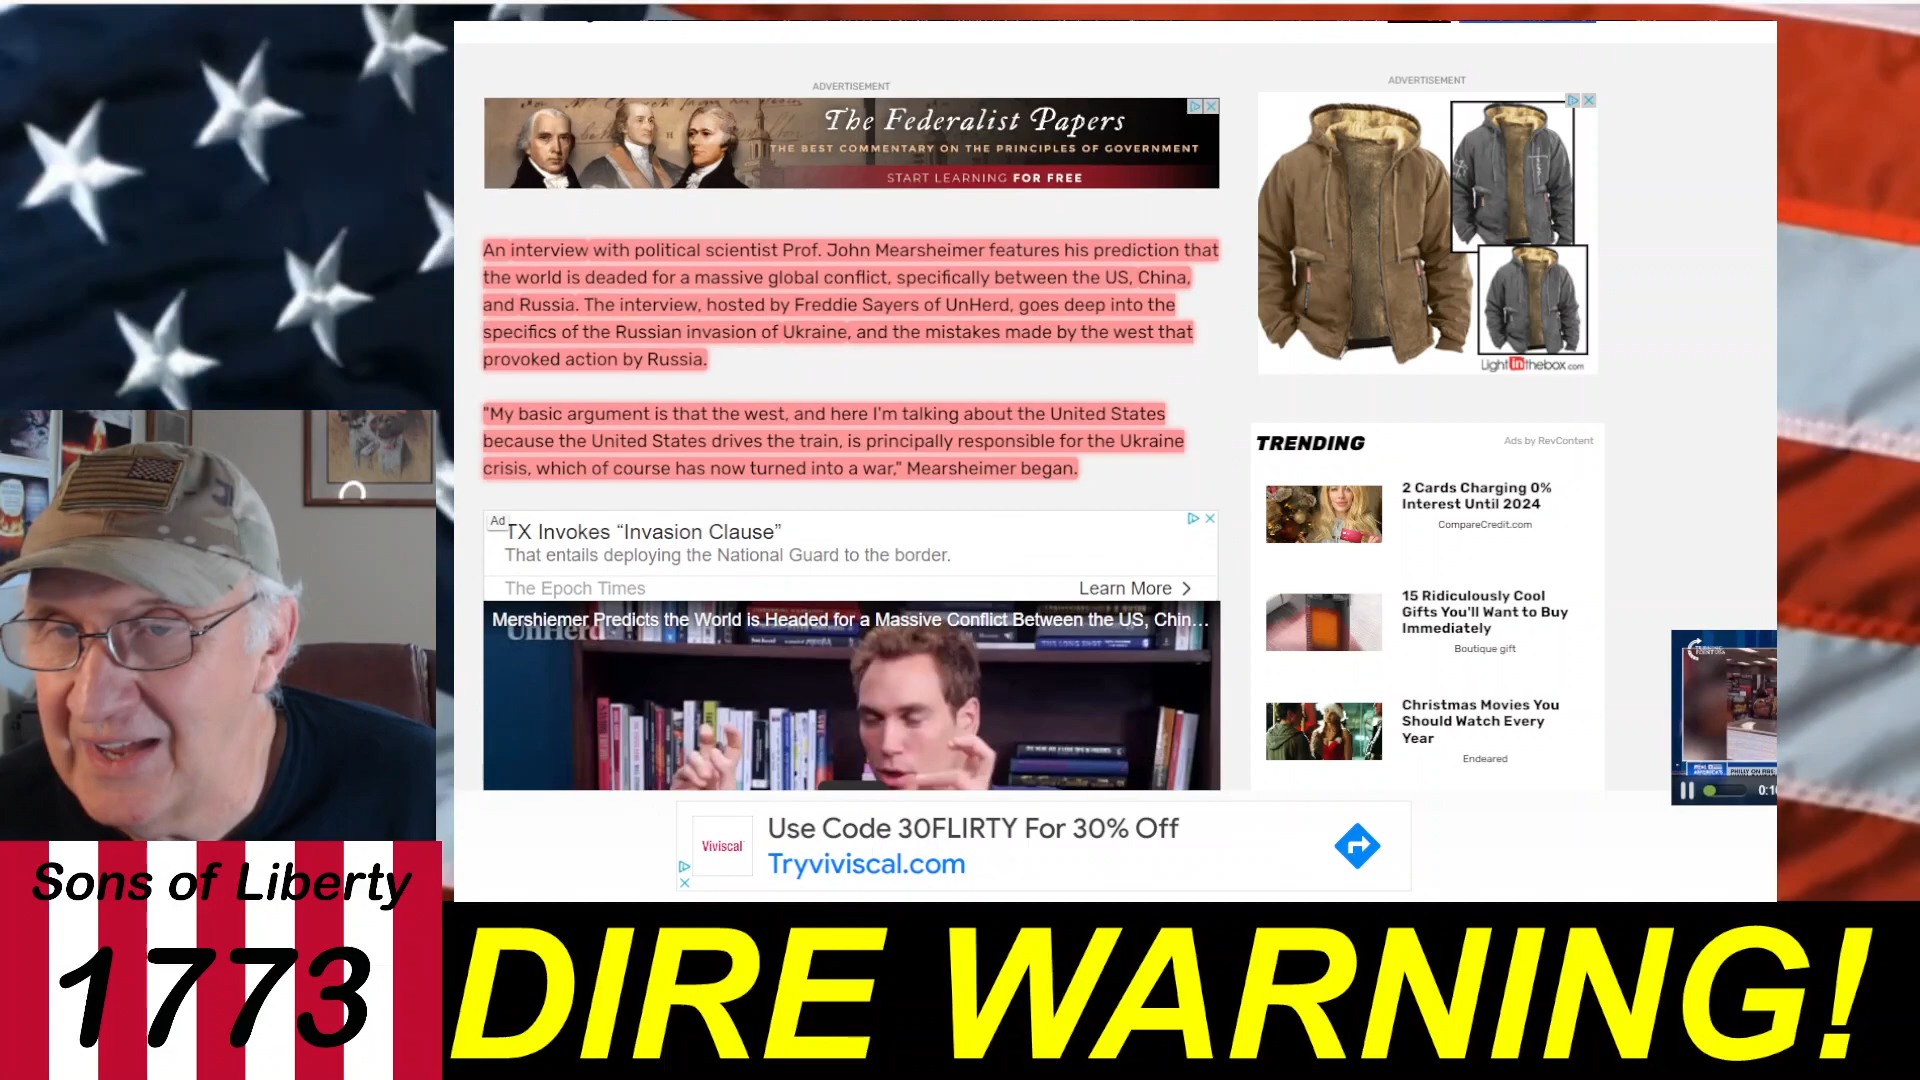 ADVERTISEMENT
The Federalist Papers
THE BEST COMMENTARY ON THE PRINCIPLES OF GOVERNMENT
START LEARNING FOR FREE
An interview with political scientist Prof. John Mearsheimer features his prediction that
the world is deaded for a massive global conflict, specifically between the US, China,
and Russia. The interview, hosted by Freddie Sayers of UnHerd, goes deep into the
specifics of the Russian invasion of Ukraine, and the mistakes made by the west that
provoked action by Russia.
"My basic argument is that the west, and here I'm talking about the United States
because the United States drives the train, is principally responsible for the Ukraine
crisis, which of course has now turned into a war," Mearsheimer began.
Ad
TX Invokes “Invasion Clause”
That entails deploying the National Guard to the border.
The Epoch Times
Learn More
Mershiemer Predicts the World is Headed for a Massive Conflict Between the US, Chin...
UnHerd
ADVERTISEMENT
Lightinthebox.com
TRENDING
Ads by RevContent
2 Cards Charging 0%
Interest Until 2024
CompareCredit.com
15 Ridiculously Cool
Gifts You'll Want to Buy
Immediately
Boutique gift
Christmas Movies You
Should Watch Every
Year
Endeared
PHILLY ON FIRE
Viviscal
Use Code 30FLIRTY For 30% Off
Tryviviscal.com
Sons of Liberty
1773
DIRE WARNING!